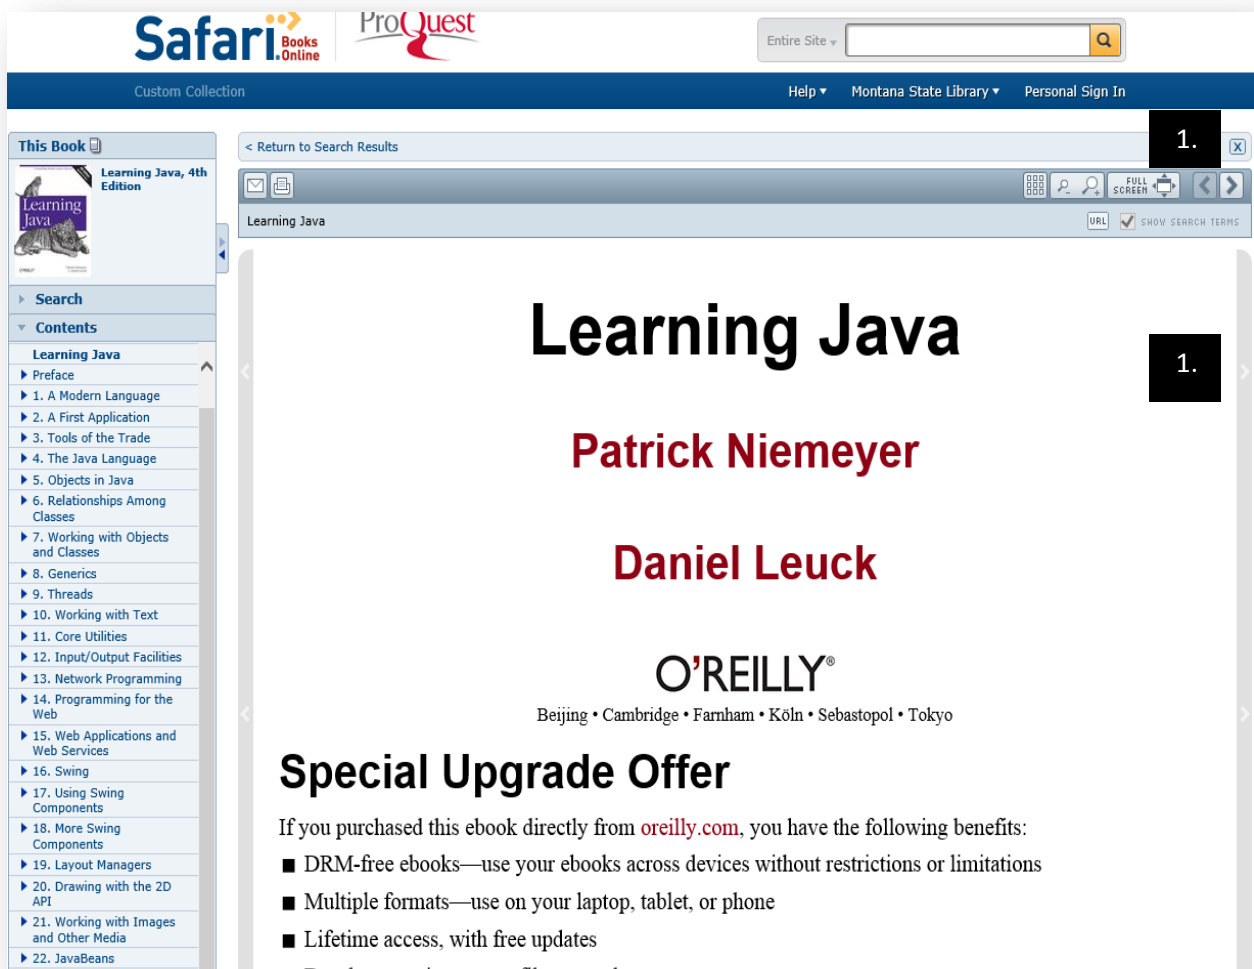 Safari Books Online
ProQuest
Entire Site
Custom Collection
Help
Montana State Library
Personal Sign In
This Book
Learning Java, 4th
Edition
Learning
Java
O'REILLY
Search
Contents
Learning Java
Preface
1. A Modern Language
2. A First Application
3. Tools of the Trade
4. The Java Language
5. Objects in Java
6. Relationships Among
Classes
7. Working with Objects
and Classes
8. Generics
9. Threads
10. Working with Text
11. Core Utilities
12. Input/Output Facilities
13. Network Programming
14. Programming for the
Web
15. Web Applications and
Web Services
16. Swing
17. Using Swing
Components
18. More Swing
Components
19. Layout Managers
20. Drawing with the 2D
API
21. Working with Images
and Other Media
22. JavaBeans
< Return to Search Results
1.
X
FULL
SCREEN
Learning Java
URL
SHOW SEARCH TERMS
Learning Java
1.
Patrick Niemeyer
Daniel Leuck
O'REILLY®
Beijing • Cambridge • Farnham • Köln • Sebastopol • Tokyo
Special Upgrade Offer
If you purchased this ebook directly from oreilly.com, you have the following benefits:
■ DRM-free ebooks—use your ebooks across devices without restrictions or limitations
■ Multiple formats—use on your laptop, tablet, or phone
■ Lifetime access, with free updates